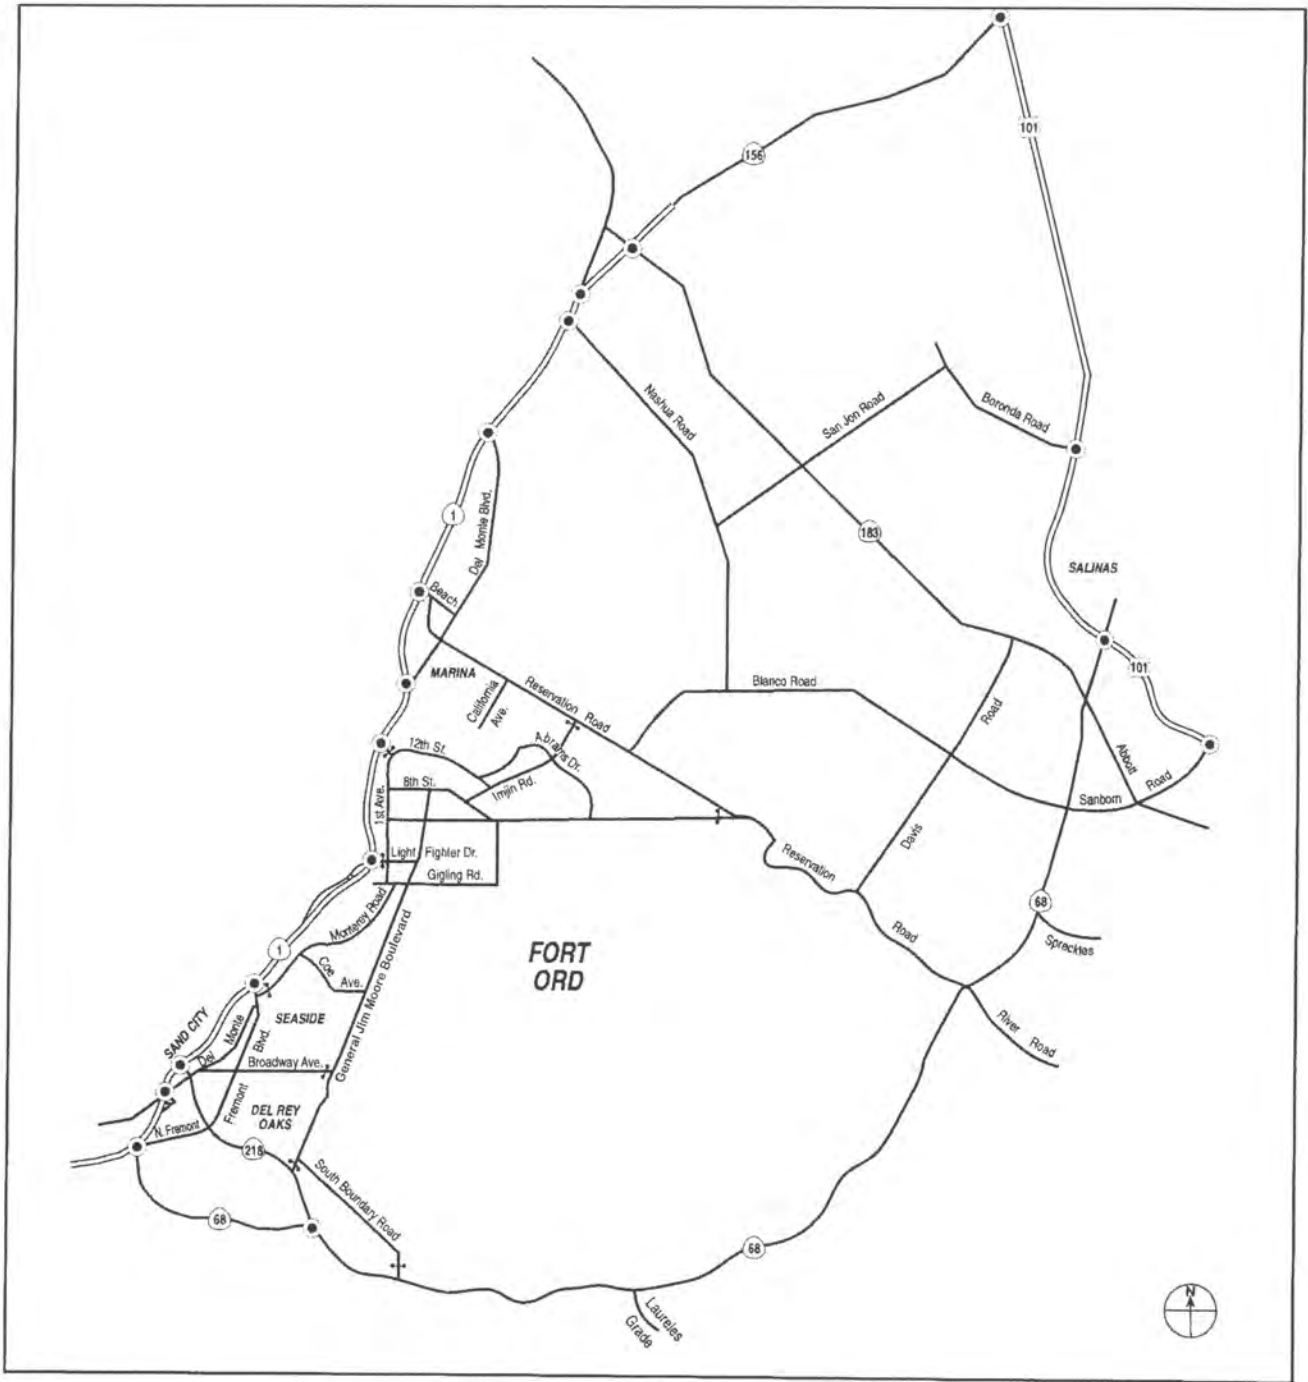 101
156
Nashua Road
San Jon Road
Boronda Road
1
Del Monte Blvd.
183
SALINAS
Beach
MARINA
California
Ave.
Reservation Road
Blanco Road
Road
101
12th St.
Abrams Dr.
8th St.
Imjin Rd.
1st Ave.
Abbott
Sanborn
Road
Davis
Light Fighter Dr.
Gigling Rd.
Reservation
Road
68
Spreckles
Monterey Road
1
Coe
Ave.
General Jim Moore Boulevard
FORT
ORD
SAND CITY
Del Monte
SEASIDE
Blvd.
Broadway Ave.
River Road
Fremont
DEL REY
OAKS
N. Fremont
218
South Boundary Road
68
68
Laureles
Grade
N